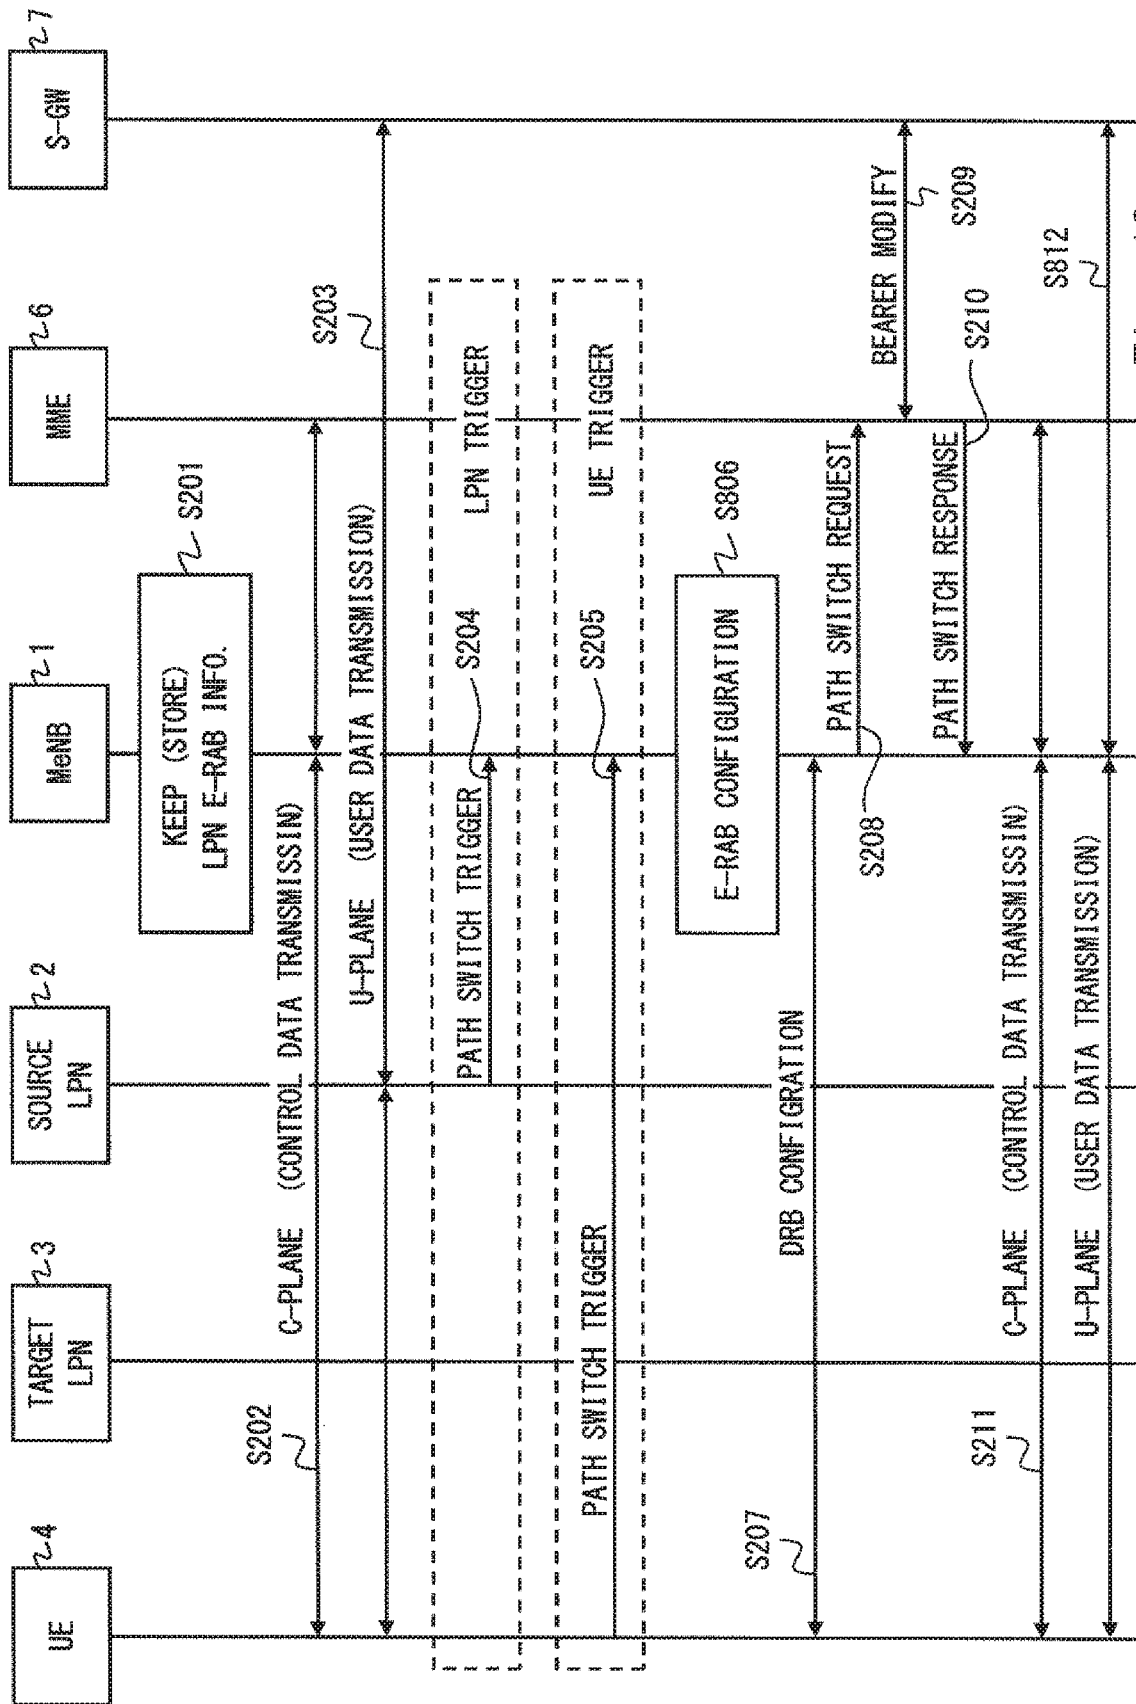 UE
24
TARGET
LPN
23
SOURCE
LPN
22
MeNB
21
MME
26
S-GW
27
KEEP (STORE)
LPN E-RAB INFO.
S201
S202
C-PLANE (CONTROL DATA TRANSMISSIN)
U-PLANE (USER DATA TRANSMISSION)
S203
PATH SWITCH TRIGGER
S204
LPN TRIGGER
PATH SWITCH TRIGGER
S205
UE TRIGGER
E-RAB CONFIGURATION
S806
S207
DRB CONFIGRATION
S208
PATH SWITCH REQUEST
BEARER MODIFY
S209
PATH SWITCH RESPONSE
S210
S211
C-PLANE (CONTROL DATA TRANSMISSIN)
U-PLANE (USER DATA TRANSMISSION)
S812